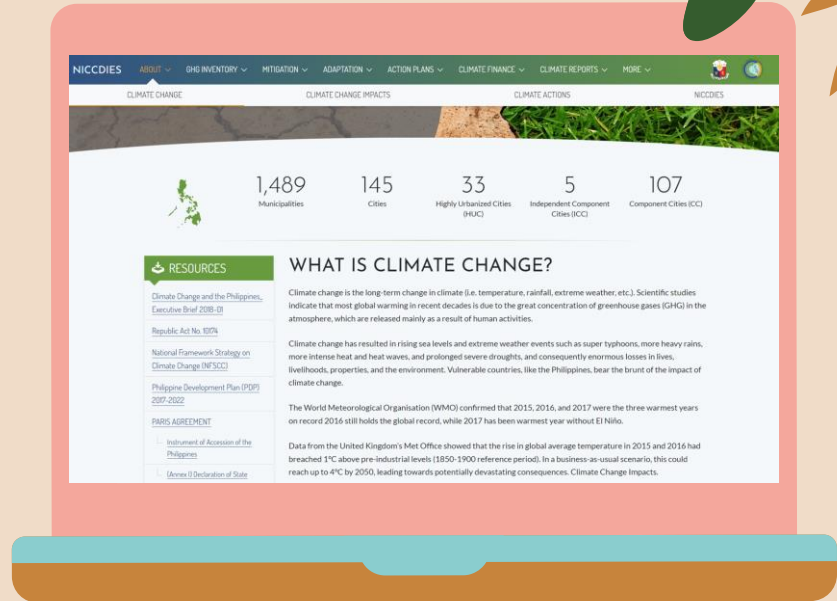 NICCDIES ABOUT GHG INVENTORY MITIGATION ADAPTATION ACTION PLANS CLIMATE FINANCE CLIMATE REPORTS MORE
CLIMATE CHANGE CLIMATE CHANGE IMPACTS CLIMATE ACTIONS NICCDIES
1,489 145 33 5 107
Municipalities Cities Highly Urbanized Cities Independent Component Component Cities (CC)
(HUC) Cities (ICC)
RESOURCES
Climate Change and the Philippines,
Executive Brief 2018-01
Republic Act No. 10174
National Framework Strategy on
Climate Change (NFSCC)
Philippine Development Plan (PDP)
2017-2022
PARIS AGREEMENT
Instrument of Accession of the
Philippines
(Annex I) Declaration of State
WHAT IS CLIMATE CHANGE?
Climate change is the long-term change in climate (i.e. temperature, rainfall, extreme weather, etc.). Scientific studies
indicate that most global warming in recent decades is due to the great concentration of greenhouse gases (GHG) in the
atmosphere, which are released mainly as a result of human activities.
Climate change has resulted in rising sea levels and extreme weather events such as super typhoons, more heavy rains,
more intense heat and heat waves, and prolonged severe droughts, and consequently enormous losses in lives,
livelihoods, properties, and the environment. Vulnerable countries, like the Philippines, bear the brunt of the impact of
climate change.
The World Meteorological Organisation (WMO) confirmed that 2015, 2016, and 2017 were the three warmest years
on record 2016 still holds the global record, while 2017 has been warmest year without El Niño.
Data from the United Kingdom's Met Office showed that the rise in global average temperature in 2015 and 2016 had
breached 1°C above pre-industrial levels (1850-1900 reference period). In a business-as-usual scenario, this could
reach up to 4°C by 2050, leading towards potentially devastating consequences. Climate Change Impacts.